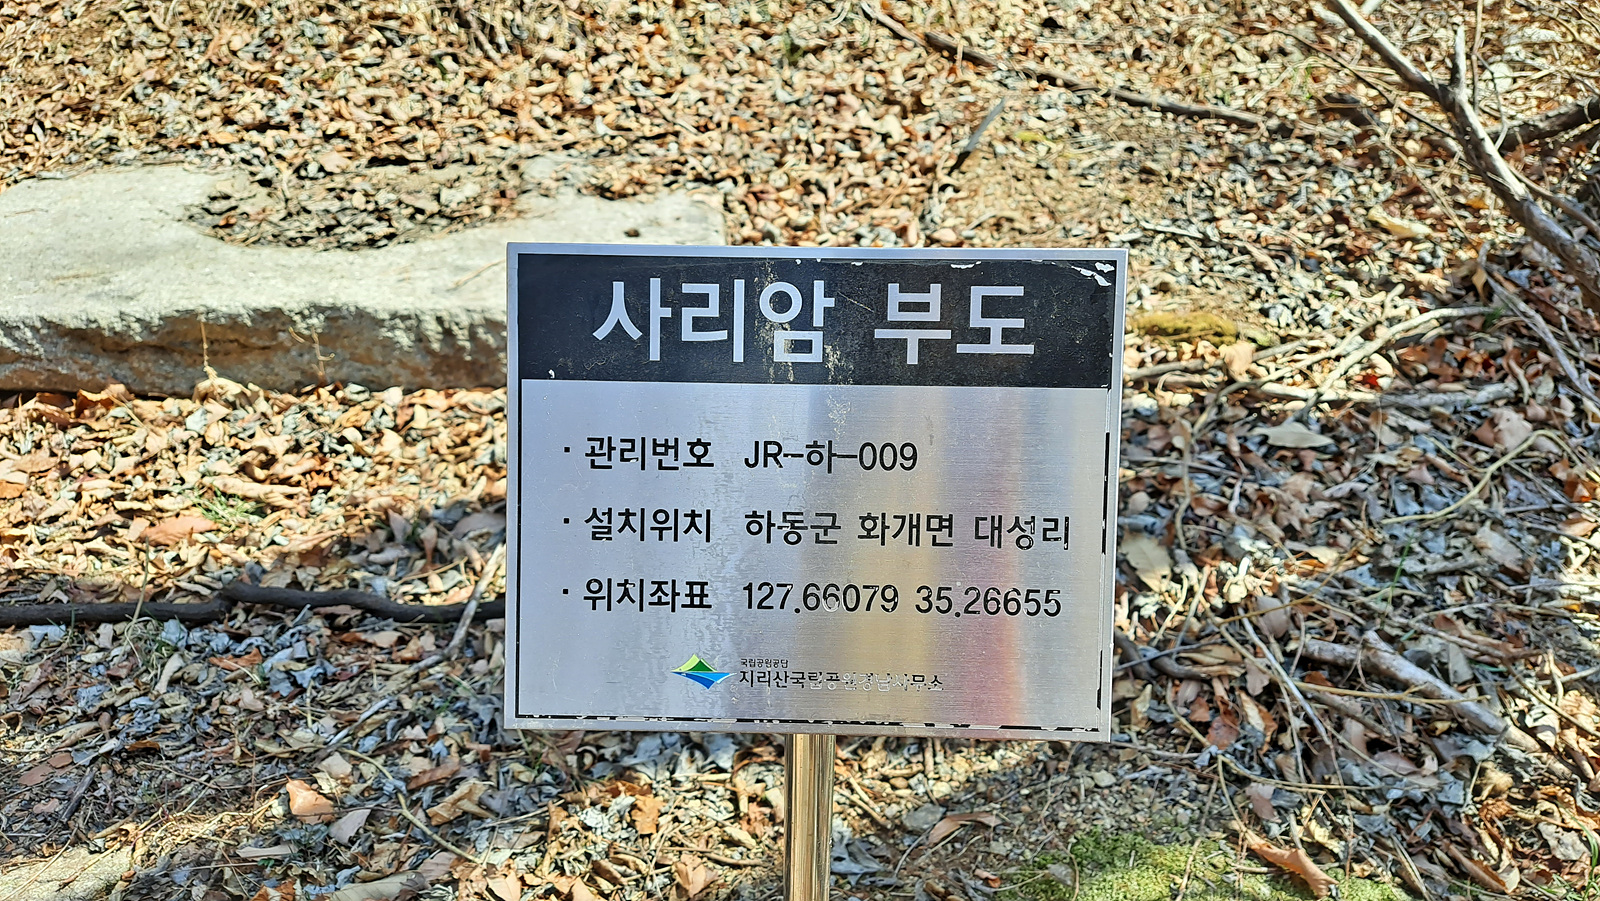 사리암 부도
· 관리번호 JR-하-009
· 설치위치 하동군 화개면 대성리
· 위치좌표 127.66079 35.26655
국립공원공단
지리산국립공원경남사무소